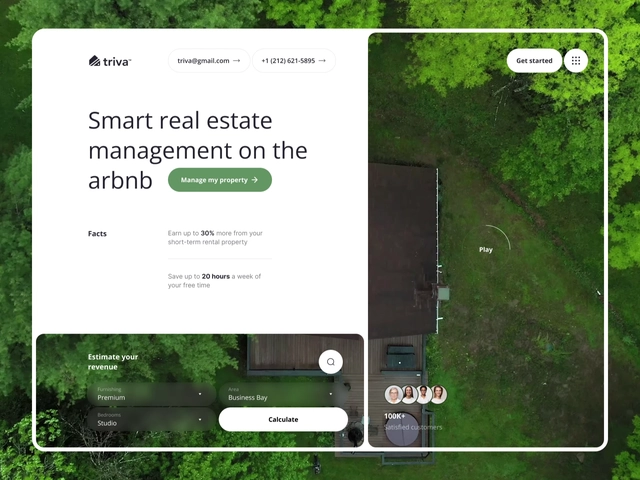 triva™
triva@gmail.com →
+1 (212) 621-5895 →
Get started
Smart real estate
management on the
arbnb
Manage my property →
Facts
Earn up to 30% more from your
short-term rental property
Save up to 20 hours a week of
your free time
Play
Estimate your
revenue
Furnishing
Premium
Area
Business Bay
Bedrooms
Studio
Calculate
100K+
Satisfied customers